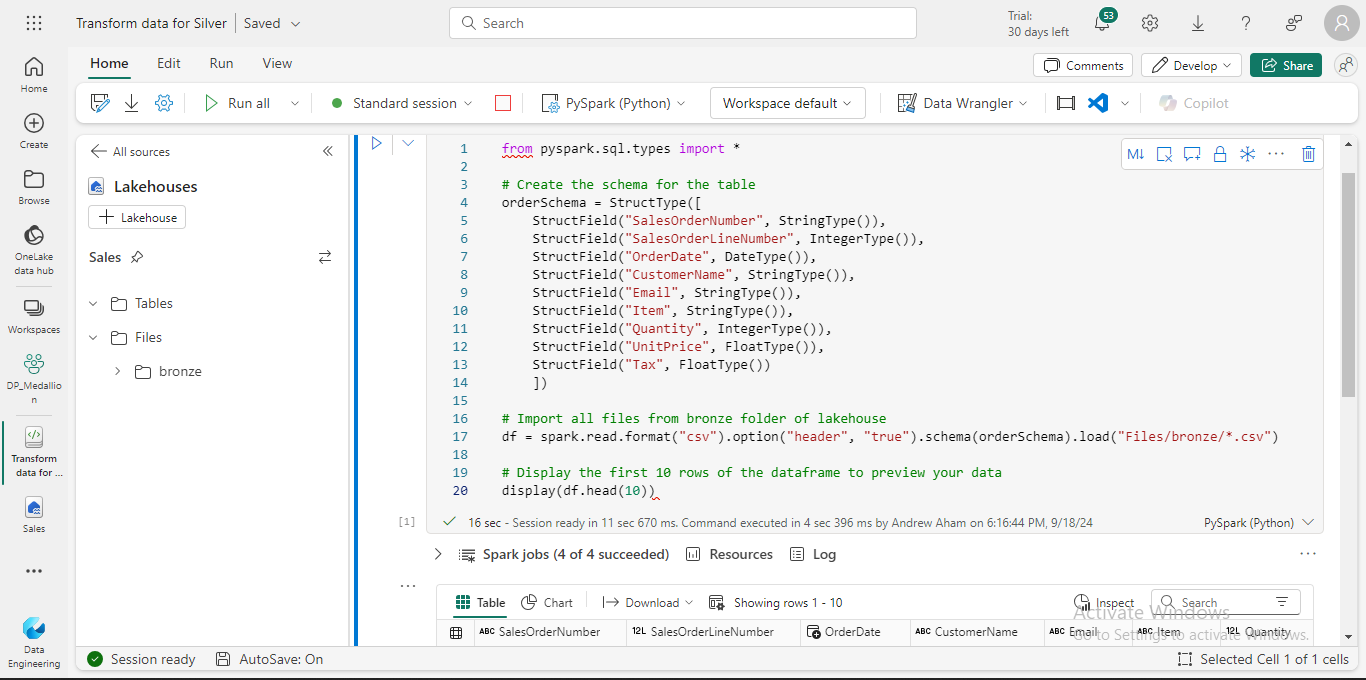 Transform data for Silver Saved
Search
Trial:
30 days left
53
Home
Create
Browse
OneLake
data hub
Workspaces
DP_Medallio
n
Transform
data for ...
Sales
Data
Engineering
Home Edit Run View
Comments Develop Share
Run all Standard session PySpark (Python) Workspace default Data Wrangler Copilot
All sources
Lakehouses
Lakehouse
Sales
Tables
Files
bronze
M↓
1 from pyspark.sql.types import *
2
3 # Create the schema for the table
4 orderSchema = StructType([
5 StructField("SalesOrderNumber", StringType()),
6 StructField("SalesOrderLineNumber", IntegerType()),
7 StructField("OrderDate", DateType()),
8 StructField("CustomerName", StringType()),
9 StructField("Email", StringType()),
10 StructField("Item", StringType()),
11 StructField("Quantity", IntegerType()),
12 StructField("UnitPrice", FloatType()),
13 StructField("Tax", FloatType())
14 ])
15
16 # Import all files from bronze folder of lakehouse
17 df = spark.read.format("csv").option("header", "true").schema(orderSchema).load("Files/bronze/*.csv")
18
19 # Display the first 10 rows of the dataframe to preview your data
20 display(df.head(10))
[1] 16 sec - Session ready in 11 sec 670 ms. Command executed in 4 sec 396 ms by Andrew Aham on 6:16:44 PM, 9/18/24 PySpark (Python)
Spark jobs (4 of 4 succeeded) Resources Log
Table Chart Download Showing rows 1 - 10 Inspect Search
ABC SalesOrderNumber 12L SalesOrderLineNumber OrderDate ABC CustomerName ABC Email ABC Item 12L Quantity
Activate Windows
Go to Settings to activate Windows.
Session ready AutoSave: On Selected Cell 1 of 1 cells